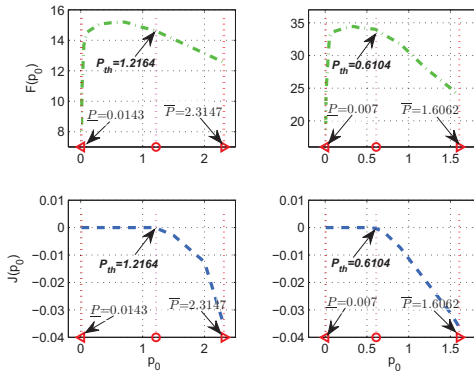 F(p0)
16
14
12
10
8
P_th=1.2164
P=0.0143
P̅=2.3147
0
1
2
35
30
25
20
P_th=0.6104
P=0.007
P̅=1.6062
0
0.5
1
1.5
J(p0)
0.01
0
−0.01
−0.02
−0.03
−0.04
P_th=1.2164
P=0.0143
P̅=2.3147
0
1
2
p0
0.01
0
−0.01
−0.02
−0.03
−0.04
P_th=0.6104
P=0.007
P̅=1.6062
0
0.5
1
1.5
p0